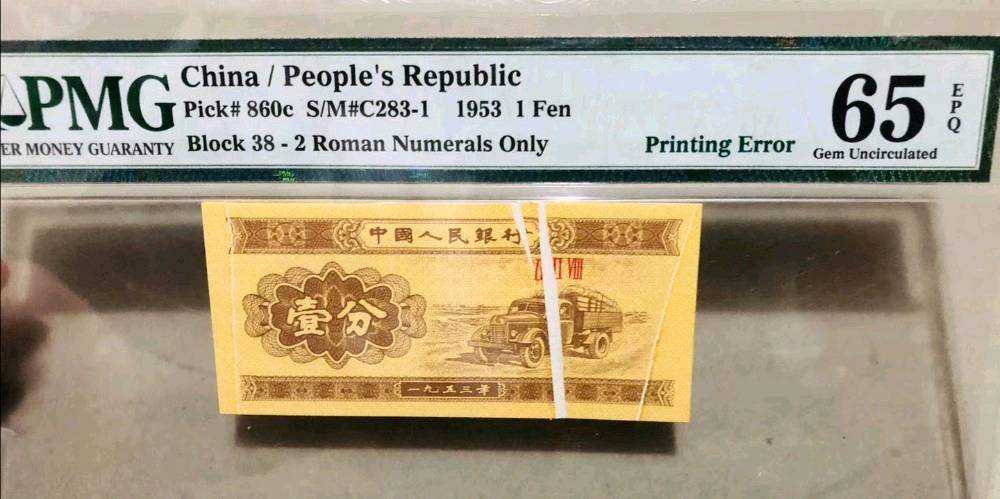 China / People's Republic
PMG Pick# 860c S/M#C283-1 1953 1 Fen
ER MONEY GUARANTY Block 38 - 2 Roman Numerals Only
Printing Error
65 EPQ
Gem Uncirculated
中國人民銀行
VIII
壹分
一九五三年